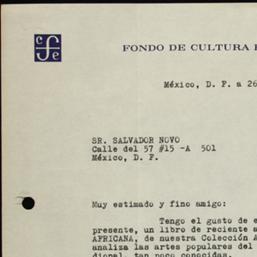 cfe
FONDO DE CULTURA
México, D. F. a 26
SR. SALVADOR NOVO
Calle del 57 #15 -A 501
México, D. F.
Muy estimado y fino amigo:
Tengo el gusto de e
presente, un libro de reciente a
AFRICANA, de nuestra Colección A
analiza las artes populares del
dional, tan poco conocidas.